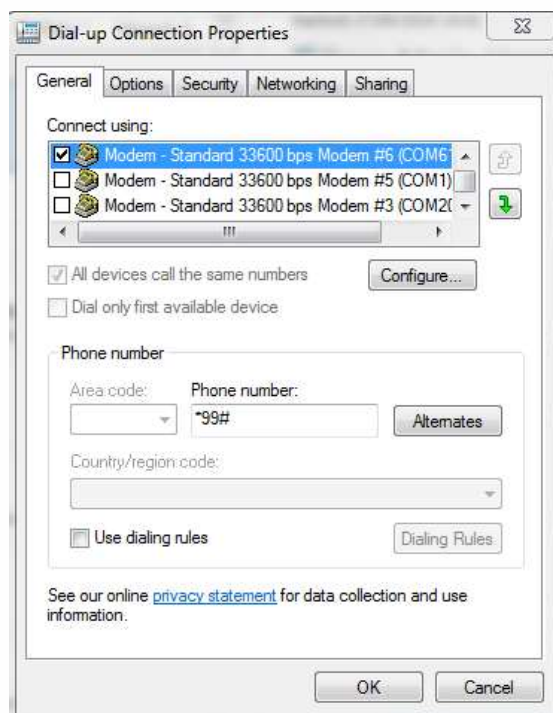 Dial-up Connection Properties
General Options Security Networking Sharing
Connect using:
Modem - Standard 33600 bps Modem #6 (COM6
Modem - Standard 33600 bps Modem #5 (COM1)
Modem - Standard 33600 bps Modem #3 (COM20
All devices call the same numbers
Configure...
Dial only first available device
Phone number
Area code: Phone number:
*99#
Alternates
Country/region code:
Use dialing rules
Dialing Rules
See our online privacy statement for data collection and use
information.
OK Cancel